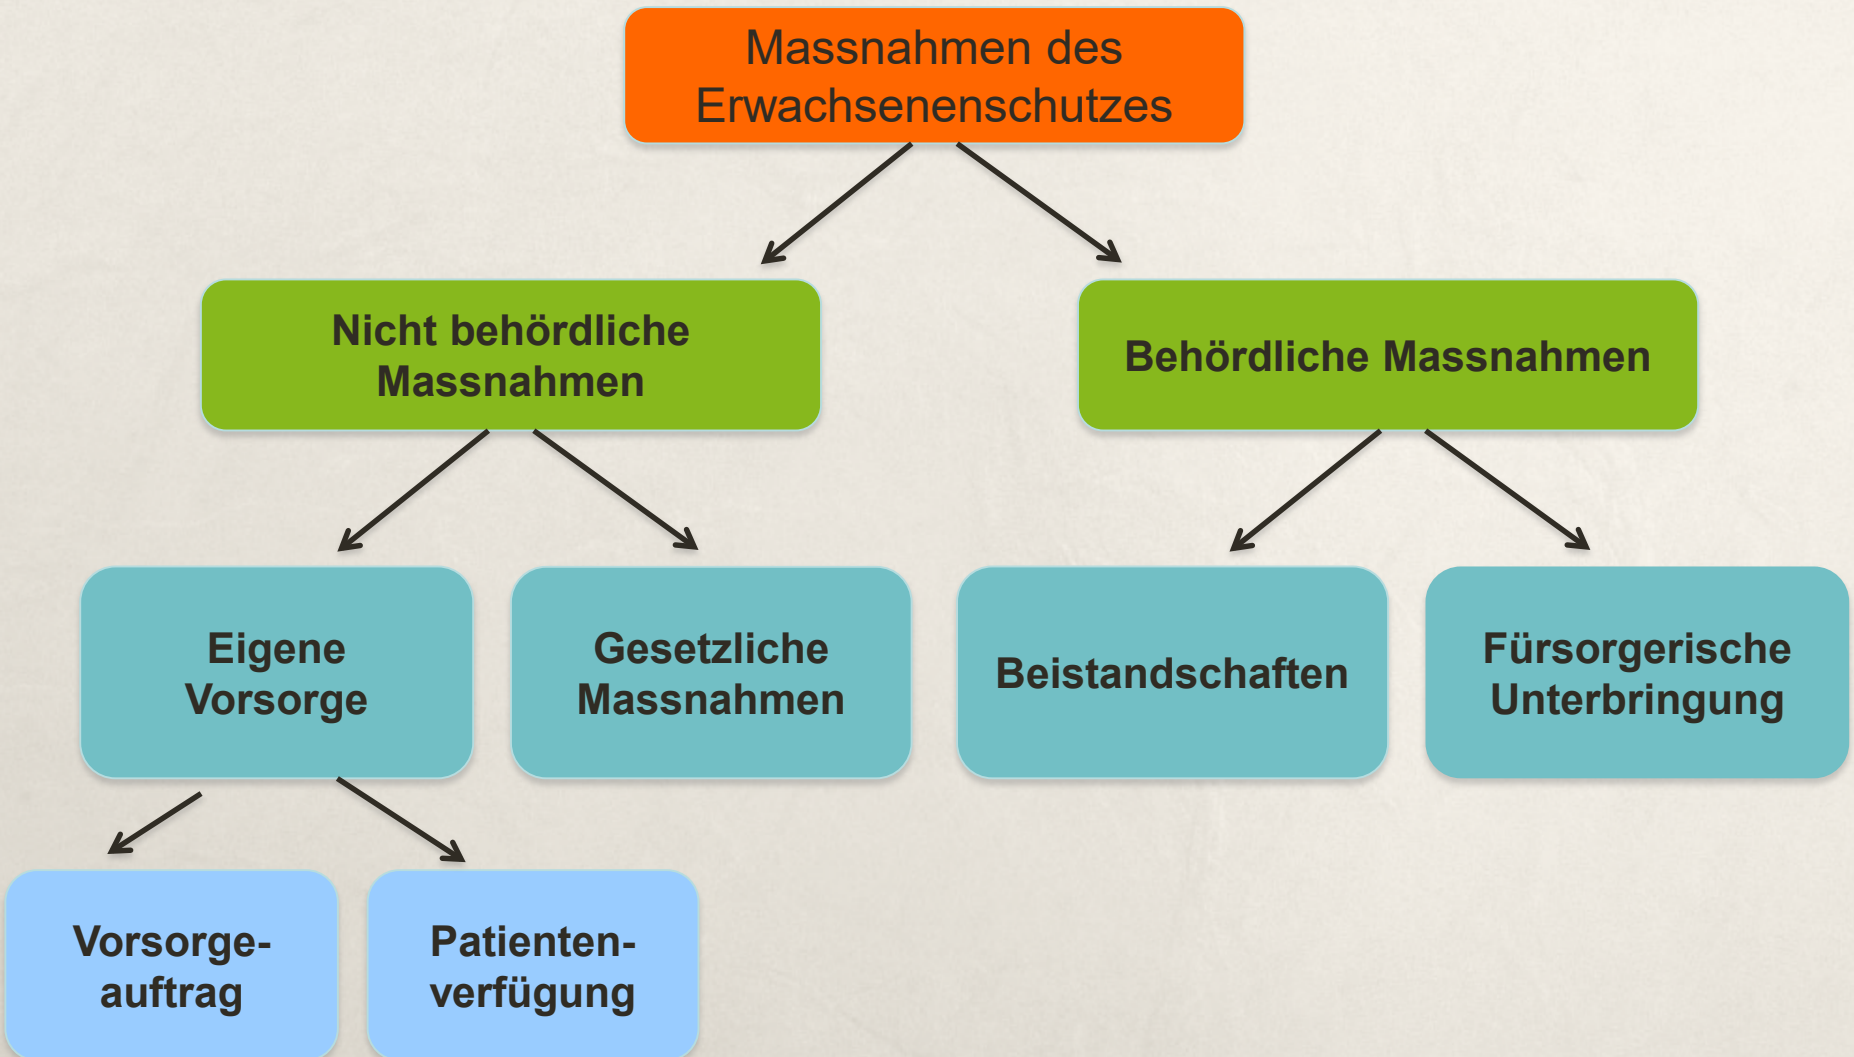 Massnahmen des
Erwachsenenschutzes
Nicht behördliche
Massnahmen
Behördliche Massnahmen
Eigene
Vorsorge
Gesetzliche
Massnahmen
Beistandschaften
Fürsorgerische
Unterbringung
Vorsorge-
auftrag
Patienten-
verfügung